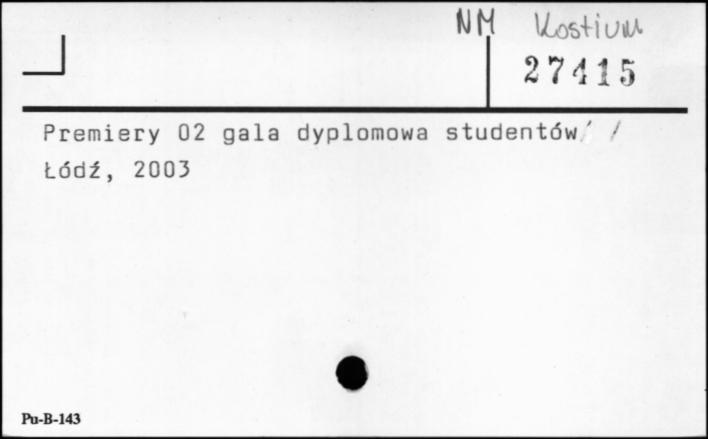 NM Kostium
27415
Premiery 02 gala dyplomowa studentów /
Łódź, 2003
Pu-B-143